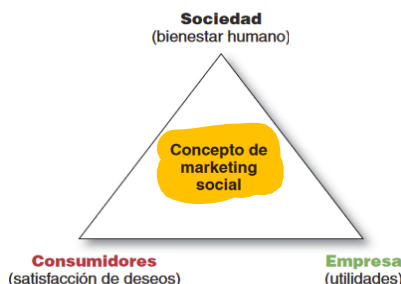 Sociedad
(bienestar humano)
Concepto de
marketing
social
Consumidores
(satisfacción de deseos)
Empresa
(utilidades)